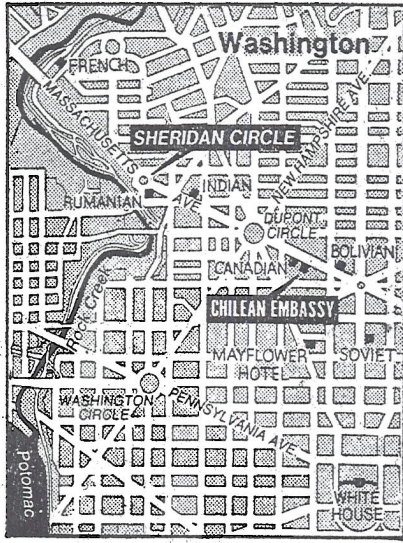 Washington
FRENCH
MASSACHUSETTS
AVE
SHERIDAN CIRCLE
NEW HAMPSHIRE AVE.
INDIAN
RUMANIAN
DUPONT
CIRCLE
BOLIVIAN
CANADIAN
Rock Creek
CHILEAN EMBASSY
MAYFLOWER
HOTEL
SOVIET
WASHINGTON
CIRCLE
PENNSYLVANIA AVE.
Potomac
WHITE
HOUSE